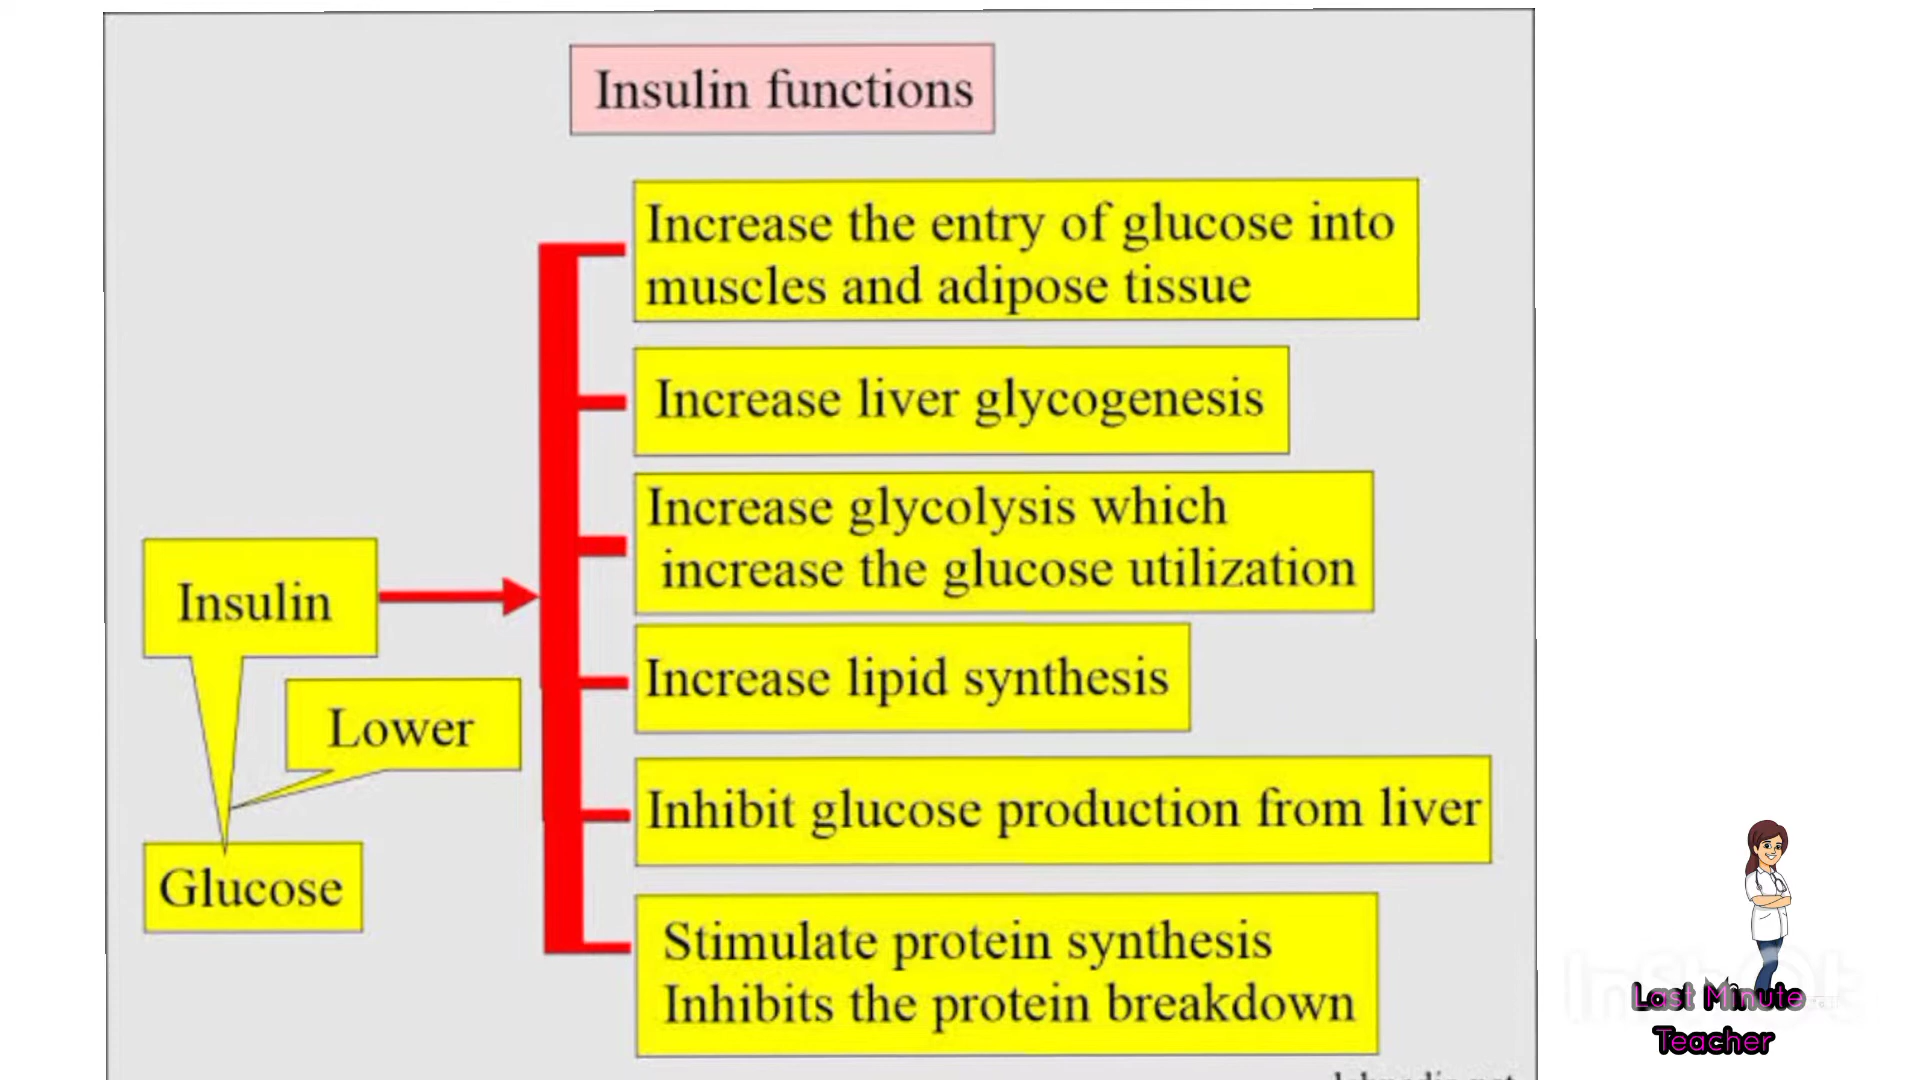 Insulin functions
Increase the entry of glucose into
muscles and adipose tissue
Increase liver glycogenesis
Increase glycolysis which
increase the glucose utilization
Insulin
Increase lipid synthesis
Lower
Inhibit glucose production from liver
Glucose
Stimulate protein synthesis
Inhibits the protein breakdown
InShOt
Last Minute
Teacher